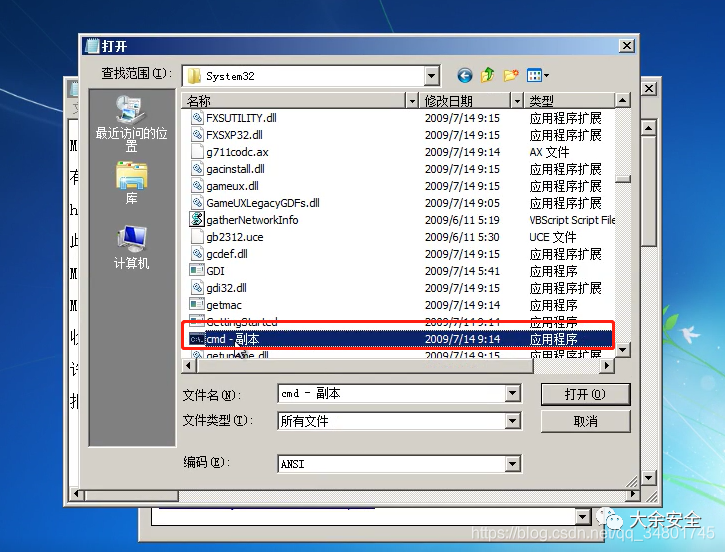 打开
查找范围(I):
System32
名称
修改日期
类型
FXSUTILITY.dll 2009/7/14 9:15 应用程序扩展
FXSXP32.dll 2009/7/14 9:15 应用程序扩展
g711codc.ax 2009/7/14 9:14 AX 文件
gacinstall.dll 2009/7/14 9:15 应用程序扩展
gameux.dll 2009/7/14 9:15 应用程序扩展
GameUXLegacyGDFs.dll 2009/7/14 9:05 应用程序扩展
gatherNetworkInfo 2009/6/11 5:19 VBScript Script File
gb2312.uce 2009/6/11 5:30 UCE 文件
gcdef.dll 2009/7/14 9:15 应用程序扩展
GDI 2009/7/14 5:41 应用程序
gdi32.dll 2009/7/14 9:15 应用程序扩展
getmac 2009/7/14 9:14 应用程序
GettingStarted 2009/7/14 9:14 应用程序
cmd - 副本 2009/7/14 9:14 应用程序
getuname.dll 2009/7/14 9:15 应用程序扩展
最近访问的位
置
库
计算机
文件名(N):
cmd - 副本
打开(O)
文件类型(T):
所有文件
取消
编码(E):
ANSI
大余安全
https://blog.csdn.net/qq_34801745